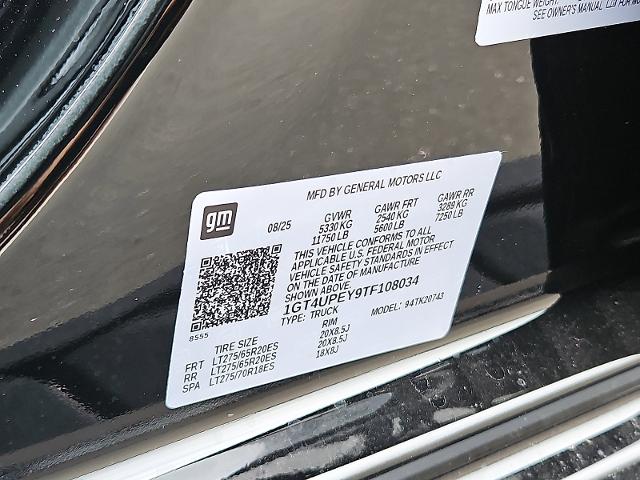 MAX TONGUE WEIGHT:
SEE OWNER'S MANUAL
MFD BY GENERAL MOTORS LLC
gm
08/25
GVWR GAWR FRT GAWR RR
5330 KG 2540 KG 3288 KG
11750 LB 5600 LB 7250 LB
THIS VEHICLE CONFORMS TO ALL
APPLICABLE U.S. FEDERAL MOTOR
VEHICLE SAFETY STANDARDS IN EFFECT
ON THE DATE OF MANUFACTURE
SHOWN ABOVE.
1GT4UPEY9TF108034
TYPE: TRUCK MODEL: 94TK20743
8555
TIRE SIZE RIM
FRT LT275/65R20ES 20X8.5J
RR LT275/65R20ES 20X8.5J
SPA LT275/70R18ES 18X8J